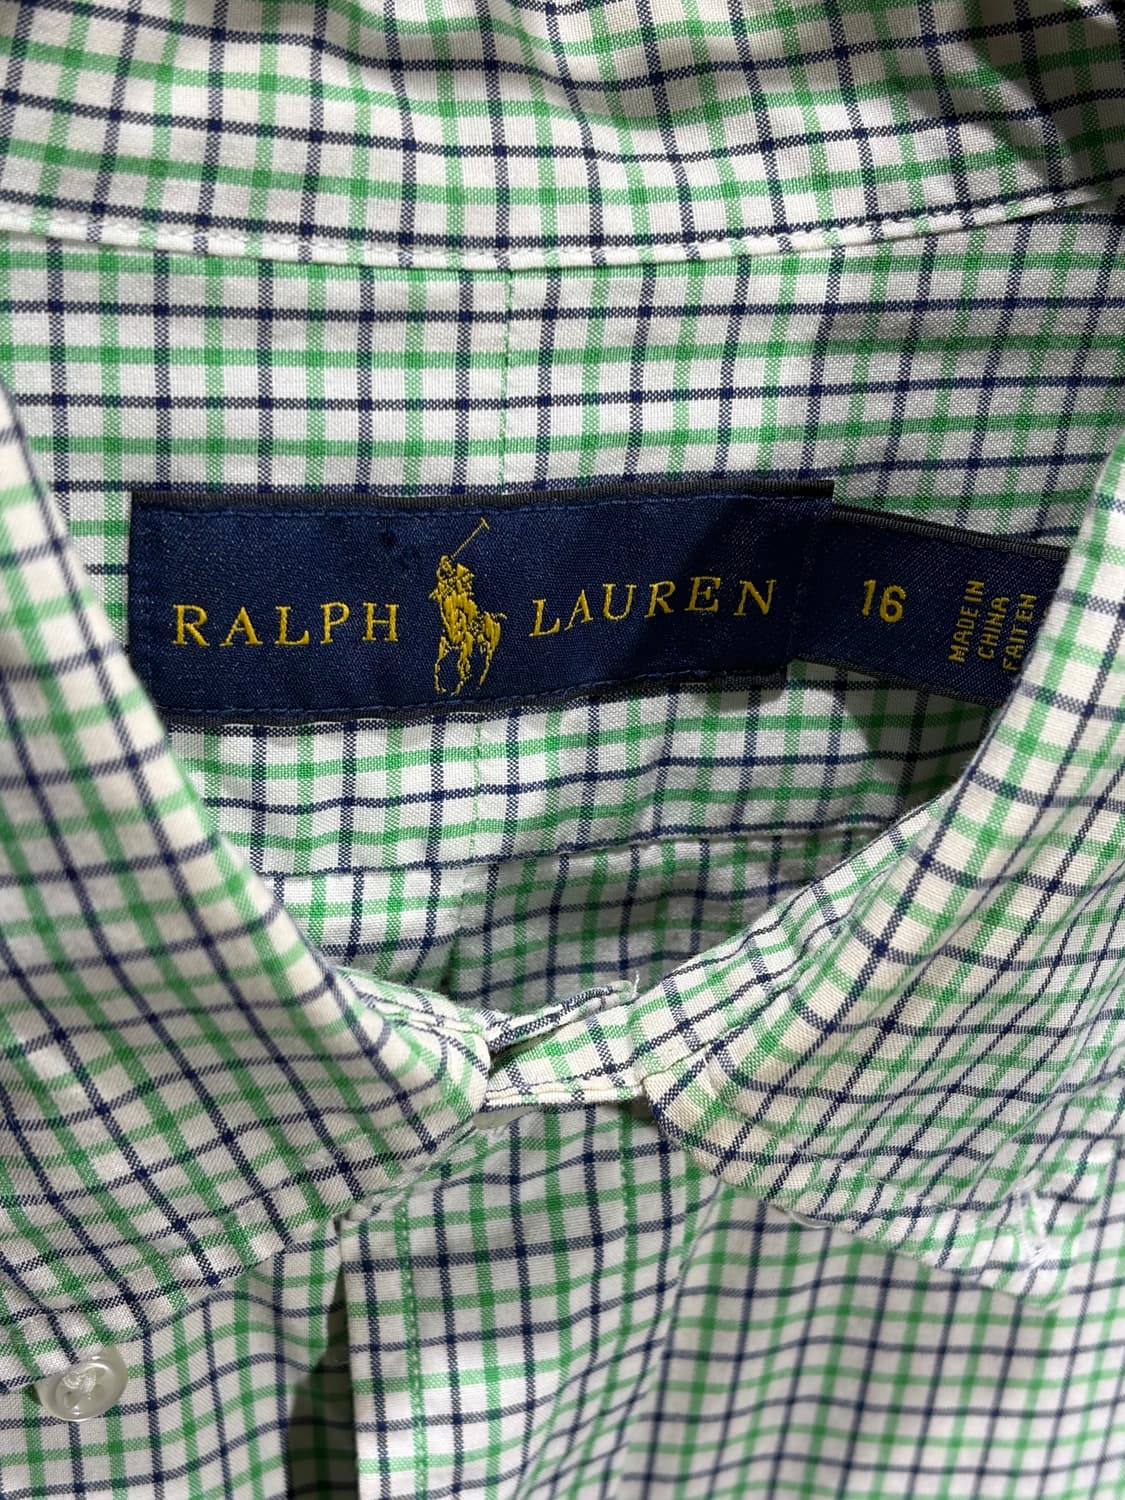 RALPH LAUREN
16
MADE IN
CHINA
FAIT EN